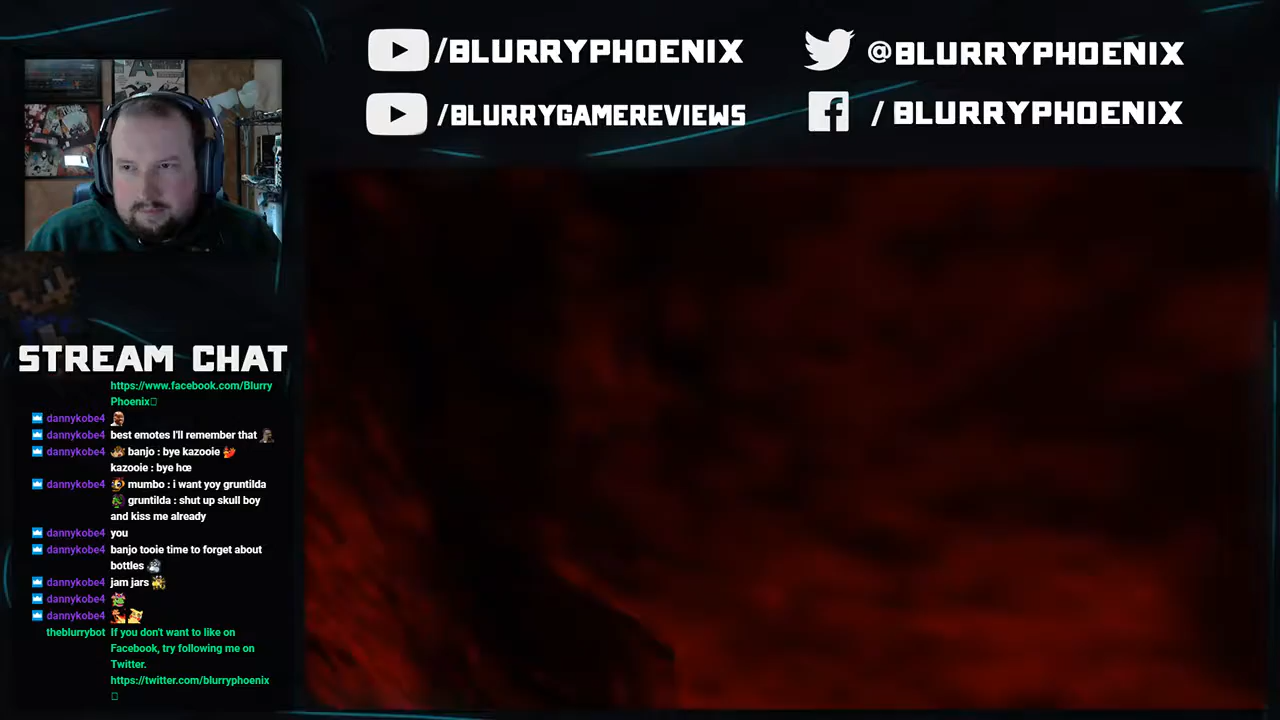 /BLURRYPHOENIX
@BLURRYPHOENIX
/BLURRYGAMEREVIEWS
/ BLURRYPHOENIX
STREAM CHAT
https://www.facebook.com/Blurry
Phoenix
dannykobe4
dannykobe4 best emotes I'll remember that
dannykobe4 banjo : bye kazooie
kazooie : bye hœ
dannykobe4 mumbo : i want yoy gruntilda
gruntilda : shut up skull boy
and kiss me already
dannykobe4 you
dannykobe4 banjo tooie time to forget about
bottles
dannykobe4 jam jars
dannykobe4
dannykobe4
theblurrybot If you don't want to like on
Facebook, try following me on
Twitter.
https://twitter.com/blurryphoenix